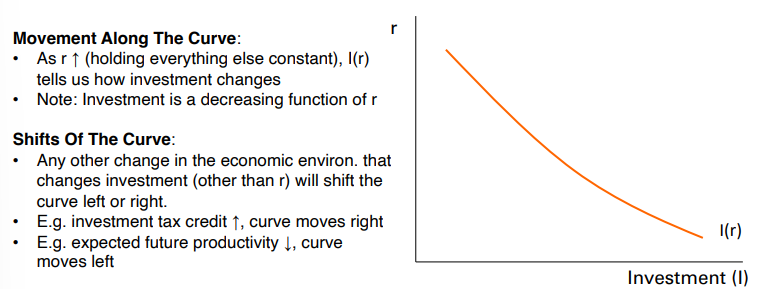 Movement Along The Curve:
• As r ↑ (holding everything else constant), I(r)
tells us how investment changes
• Note: Investment is a decreasing function of r
Shifts Of The Curve:
• Any other change in the economic environ. that
changes investment (other than r) will shift the
curve left or right.
• E.g. investment tax credit ↑, curve moves right
• E.g. expected future productivity ↓, curve
moves left
r
I(r)
Investment (I)